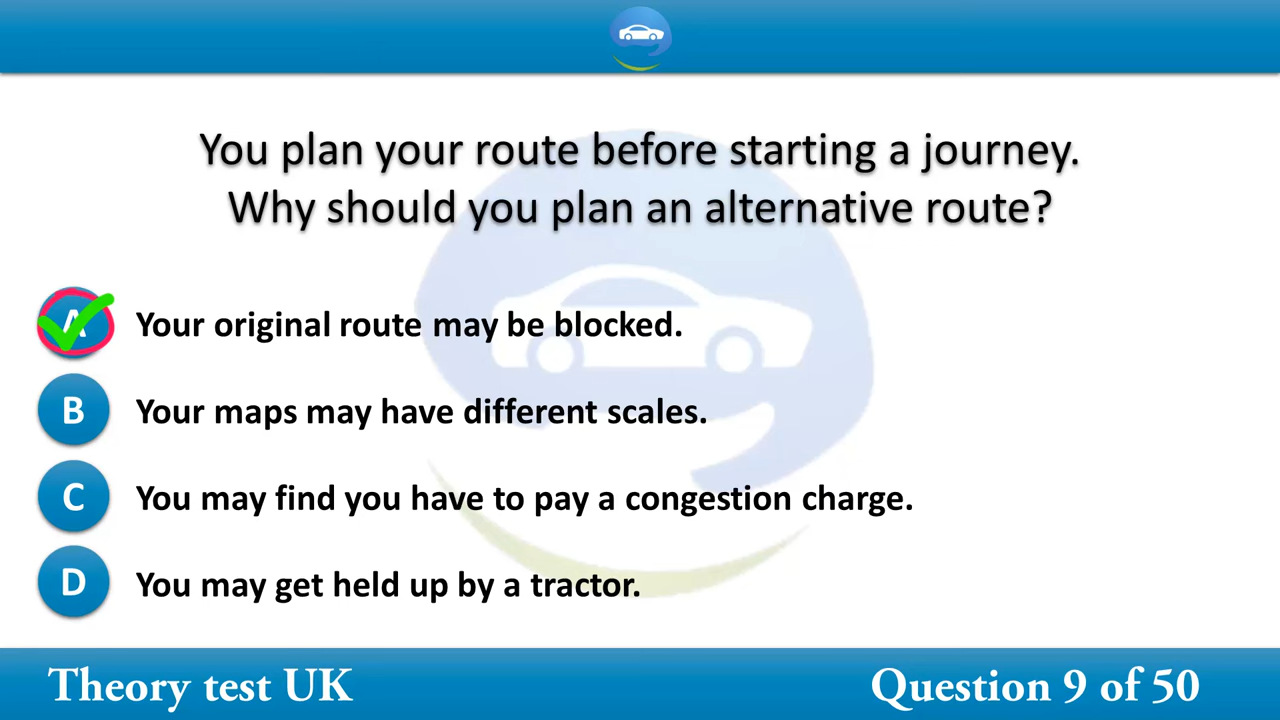 You plan your route before starting a journey.
Why should you plan an alternative route?
A Your original route may be blocked.
B Your maps may have different scales.
C You may find you have to pay a congestion charge.
D You may get held up by a tractor.
Theory test UK
Question 9 of 50